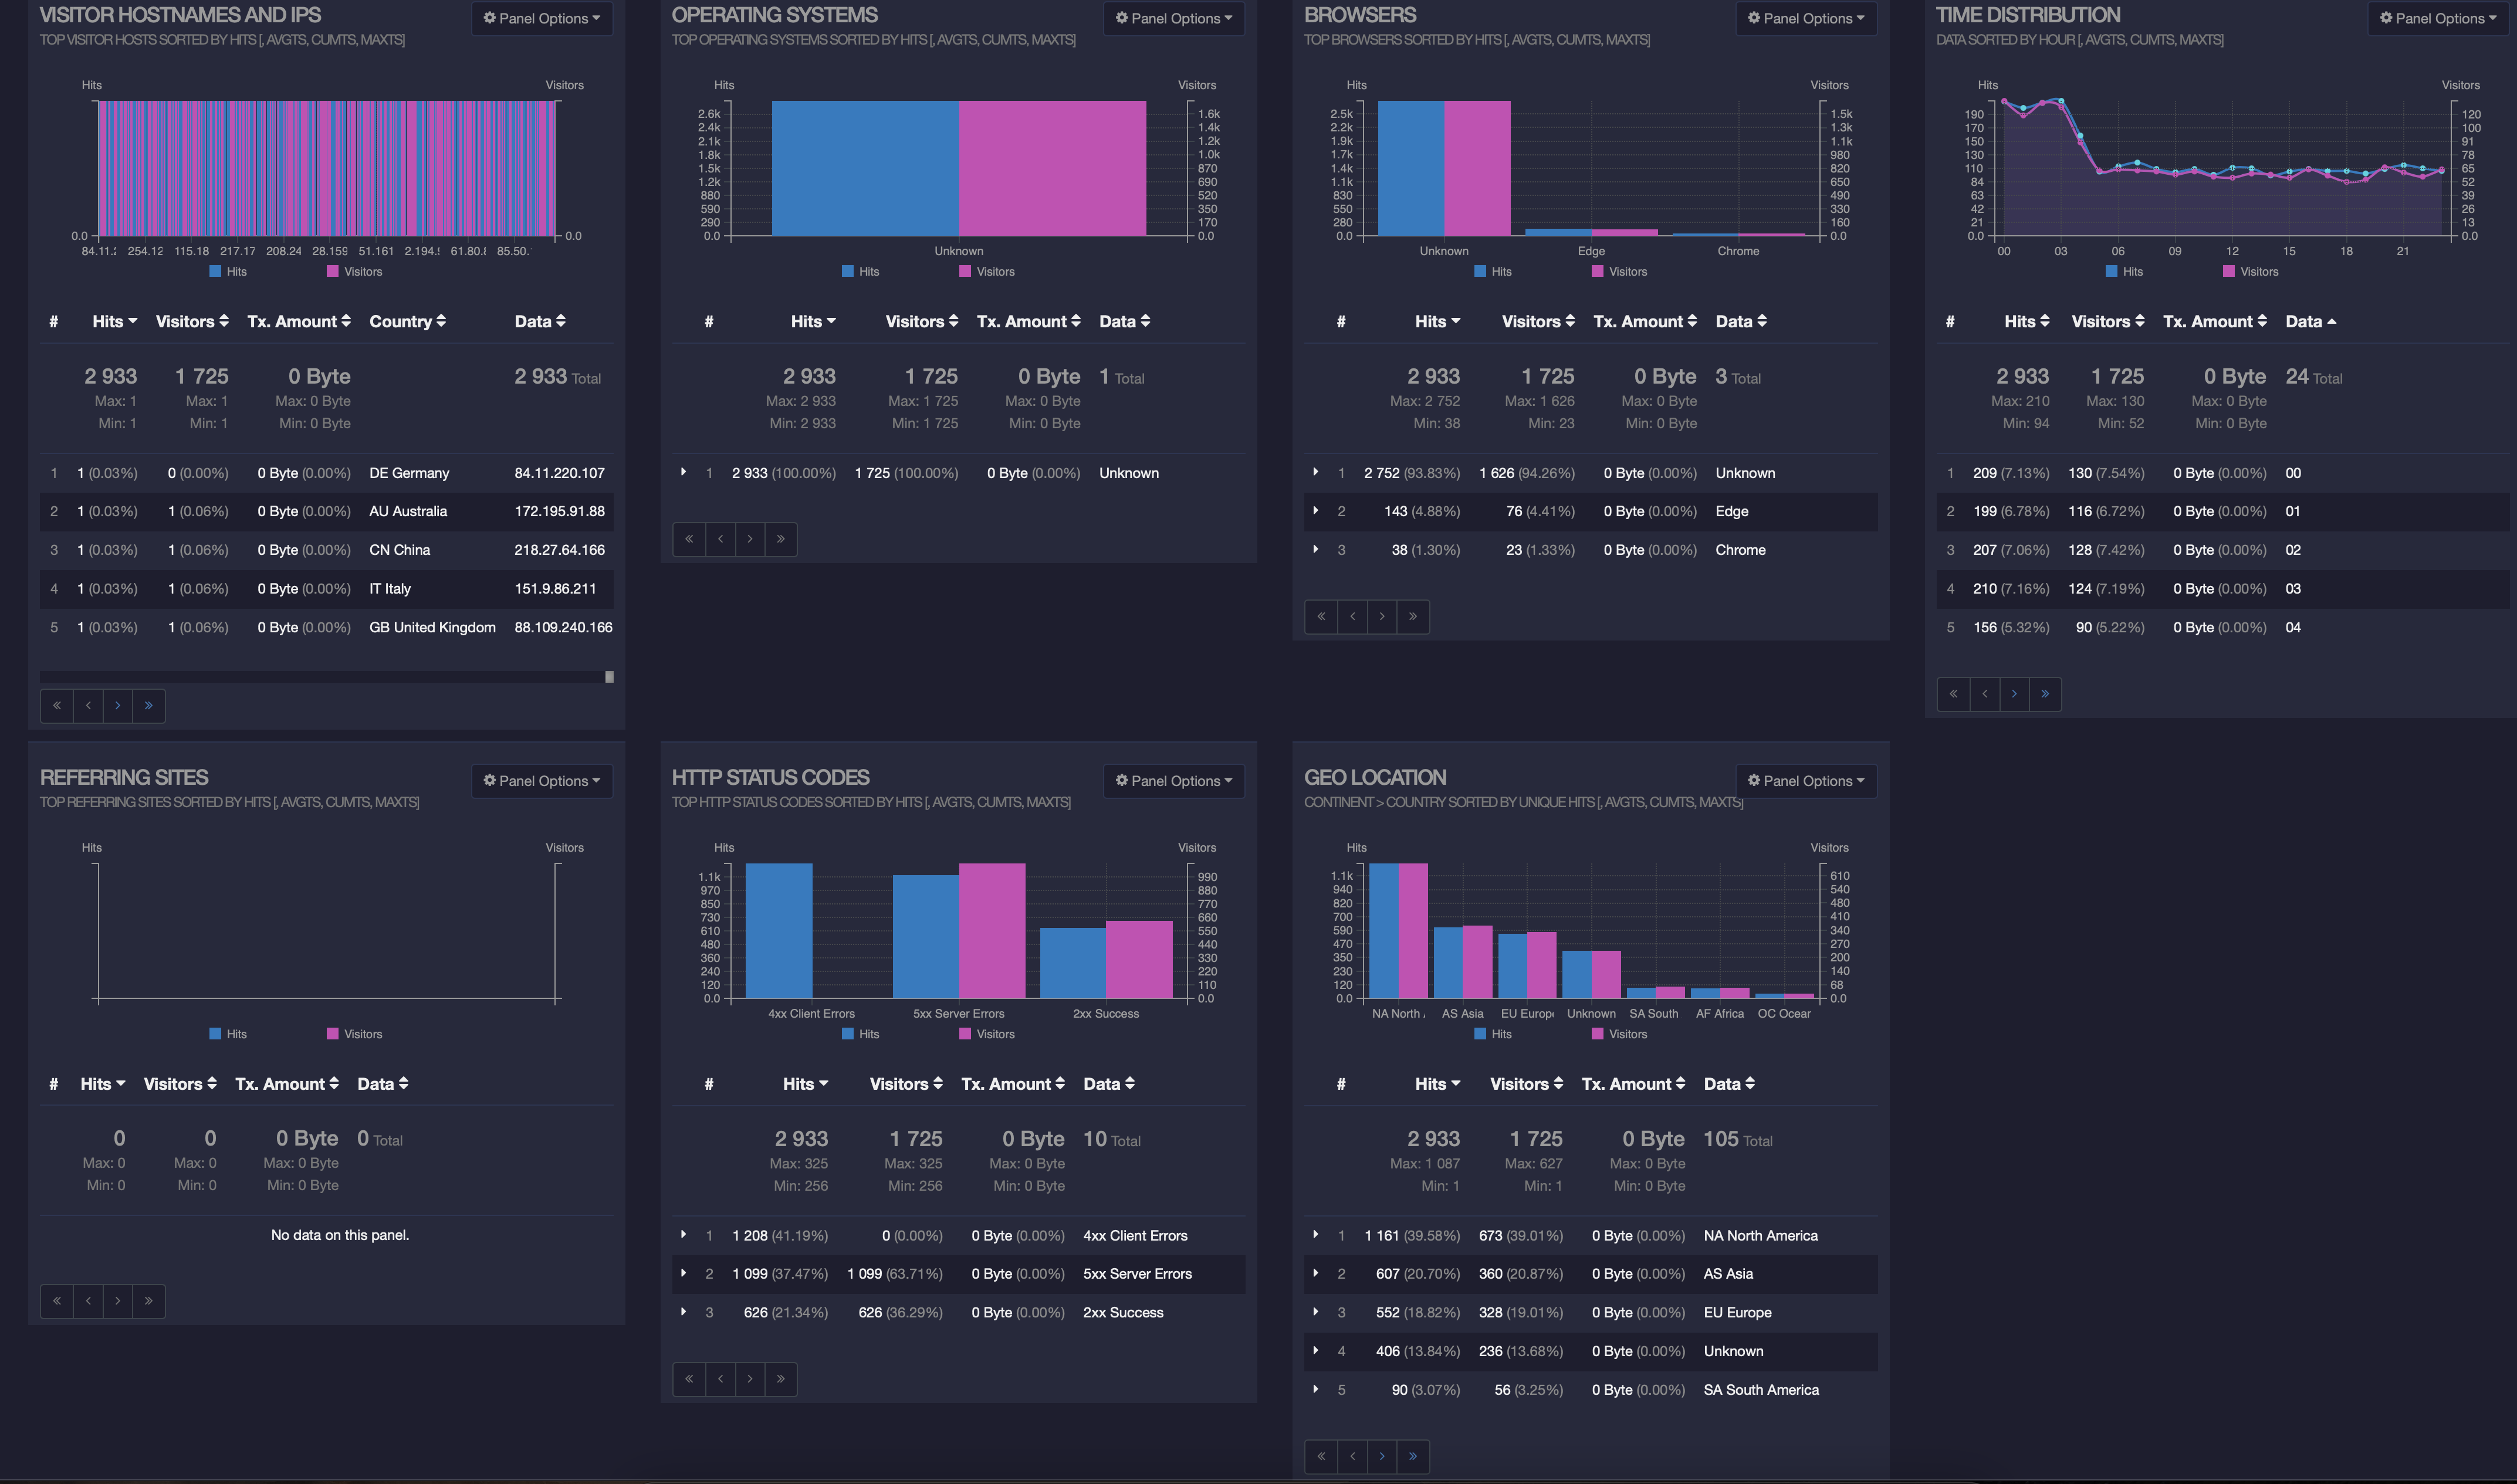 VISITOR HOSTNAMES AND IPS
Panel Options
TOP VISITOR HOSTS SORTED BY HITS [, AVGTS, CUMTS, MAXTS]
Hits Visitors
0.0 0.0
84.11.2 254.12 115.18 217.17 208.24 28.159 51.161 2.194.9 61.80. 85.50.
Hits Visitors
# Hits Visitors Tx. Amount Country Data
2 933 1 725 0 Byte 2 933 Total
Max: 1 Max: 1 Max: 0 Byte
Min: 1 Min: 1 Min: 0 Byte
1 1 (0.03%) 0 (0.00%) 0 Byte (0.00%) DE Germany 84.11.220.107
2 1 (0.03%) 1 (0.06%) 0 Byte (0.00%) AU Australia 172.195.91.88
3 1 (0.03%) 1 (0.06%) 0 Byte (0.00%) CN China 218.27.64.166
4 1 (0.03%) 1 (0.06%) 0 Byte (0.00%) IT Italy 151.9.86.211
5 1 (0.03%) 1 (0.06%) 0 Byte (0.00%) GB United Kingdom 88.109.240.166
« ‹ › »
OPERATING SYSTEMS
Panel Options
TOP OPERATING SYSTEMS SORTED BY HITS [, AVGTS, CUMTS, MAXTS]
Hits Visitors
2.6k 1.6k
2.4k 1.4k
2.1k 1.2k
1.8k 1.0k
1.5k 870
1.2k 690
880 520
590 350
290 170
0.0 0.0
Unknown
Hits Visitors
# Hits Visitors Tx. Amount Data
2 933 1 725 0 Byte 1 Total
Max: 2 933 Max: 1 725 Max: 0 Byte
Min: 2 933 Min: 1 725 Min: 0 Byte
1 2 933 (100.00%) 1 725 (100.00%) 0 Byte (0.00%) Unknown
« ‹ › »
BROWSERS
Panel Options
TOP BROWSERS SORTED BY HITS [, AVGTS, CUMTS, MAXTS]
Hits Visitors
2.5k 1.5k
2.2k 1.3k
1.9k 1.1k
1.7k 980
1.4k 820
1.1k 650
830 490
550 330
280 160
0.0 0.0
Unknown Edge Chrome
Hits Visitors
# Hits Visitors Tx. Amount Data
2 933 1 725 0 Byte 3 Total
Max: 2 752 Max: 1 626 Max: 0 Byte
Min: 38 Min: 23 Min: 0 Byte
1 2 752 (93.83%) 1 626 (94.26%) 0 Byte (0.00%) Unknown
2 143 (4.88%) 76 (4.41%) 0 Byte (0.00%) Edge
3 38 (1.30%) 23 (1.33%) 0 Byte (0.00%) Chrome
« ‹ › »
TIME DISTRIBUTION
Panel Options
DATA SORTED BY HOUR [, AVGTS, CUMTS, MAXTS]
Hits Visitors
190 120
170 100
150 91
130 78
110 65
84 52
63 39
42 26
21 13
0.0 0.0
00 03 06 09 12 15 18 21
Hits Visitors
# Hits Visitors Tx. Amount Data
2 933 1 725 0 Byte 24 Total
Max: 210 Max: 130 Max: 0 Byte
Min: 94 Min: 52 Min: 0 Byte
1 209 (7.13%) 130 (7.54%) 0 Byte (0.00%) 00
2 199 (6.78%) 116 (6.72%) 0 Byte (0.00%) 01
3 207 (7.06%) 128 (7.42%) 0 Byte (0.00%) 02
4 210 (7.16%) 124 (7.19%) 0 Byte (0.00%) 03
5 156 (5.32%) 90 (5.22%) 0 Byte (0.00%) 04
« ‹ › »
REFERRING SITES
Panel Options
TOP REFERRING SITES SORTED BY HITS [, AVGTS, CUMTS, MAXTS]
Hits Visitors
Hits Visitors
# Hits Visitors Tx. Amount Data
0 0 0 Byte 0 Total
Max: 0 Max: 0 Max: 0 Byte
Min: 0 Min: 0 Min: 0 Byte
No data on this panel.
« ‹ › »
HTTP STATUS CODES
Panel Options
TOP HTTP STATUS CODES SORTED BY HITS [, AVGTS, CUMTS, MAXTS]
Hits Visitors
1.1k 990
970 880
850 770
730 660
610 550
480 440
360 330
240 220
120 110
0.0 0.0
4xx Client Errors 5xx Server Errors 2xx Success
Hits Visitors
# Hits Visitors Tx. Amount Data
2 933 1 725 0 Byte 10 Total
Max: 325 Max: 325 Max: 0 Byte
Min: 256 Min: 256 Min: 0 Byte
1 1 208 (41.19%) 0 (0.00%) 0 Byte (0.00%) 4xx Client Errors
2 1 099 (37.47%) 1 099 (63.71%) 0 Byte (0.00%) 5xx Server Errors
3 626 (21.34%) 626 (36.29%) 0 Byte (0.00%) 2xx Success
« ‹ › »
GEO LOCATION
Panel Options
CONTINENT > COUNTRY SORTED BY UNIQUE HITS [, AVGTS, CUMTS, MAXTS]
Hits Visitors
1.1k 610
940 540
820 480
700 410
590 340
470 270
350 200
230 140
120 68
0.0 0.0
NA North AS Asia EU Europ Unknown SA South AF Africa OC Ocear
Hits Visitors
# Hits Visitors Tx. Amount Data
2 933 1 725 0 Byte 105 Total
Max: 1 087 Max: 627 Max: 0 Byte
Min: 1 Min: 1 Min: 0 Byte
1 1 161 (39.58%) 673 (39.01%) 0 Byte (0.00%) NA North America
2 607 (20.70%) 360 (20.87%) 0 Byte (0.00%) AS Asia
3 552 (18.82%) 328 (19.01%) 0 Byte (0.00%) EU Europe
4 406 (13.84%) 236 (13.68%) 0 Byte (0.00%) Unknown
5 90 (3.07%) 56 (3.25%) 0 Byte (0.00%) SA South America
« ‹ › »